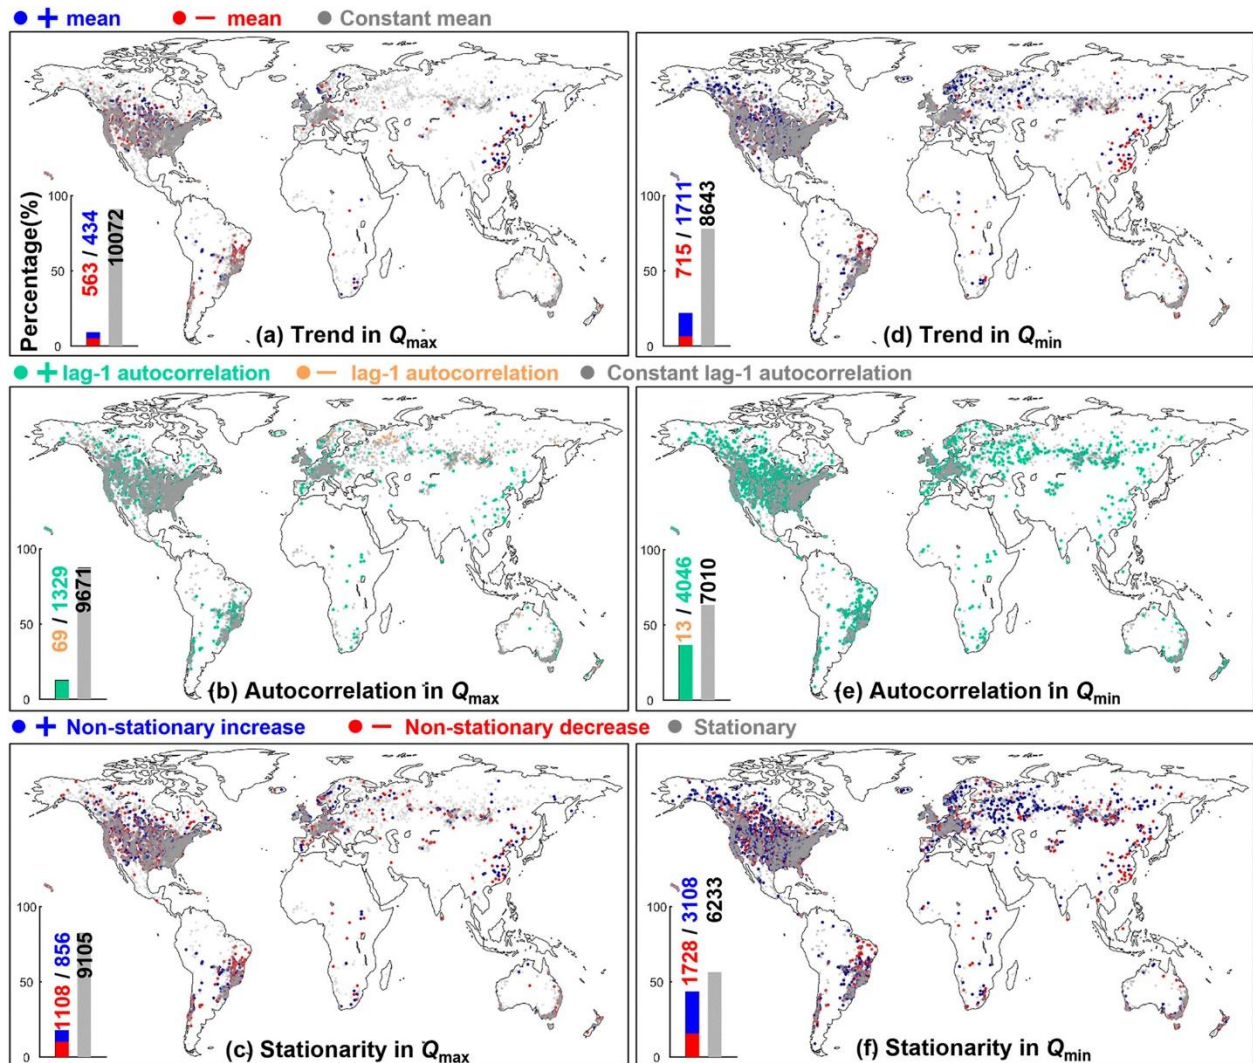 + mean − mean Constant mean
Percentage(%)
100
50
0
563 / 434
10072
(a) Trend in Qmax
100
50
0
715 / 1711
8643
(d) Trend in Qmin
+ lag-1 autocorrelation − lag-1 autocorrelation Constant lag-1 autocorrelation
100
50
0
69 / 1329
9671
(b) Autocorrelation in Qmax
100
50
0
13 / 4046
7010
(e) Autocorrelation in Qmin
+ Non-stationary increase − Non-stationary decrease Stationary
100
50
0
1108 / 856
9105
(c) Stationarity in Qmax
100
50
0
1728 / 3108
6233
(f) Stationarity in Qmin